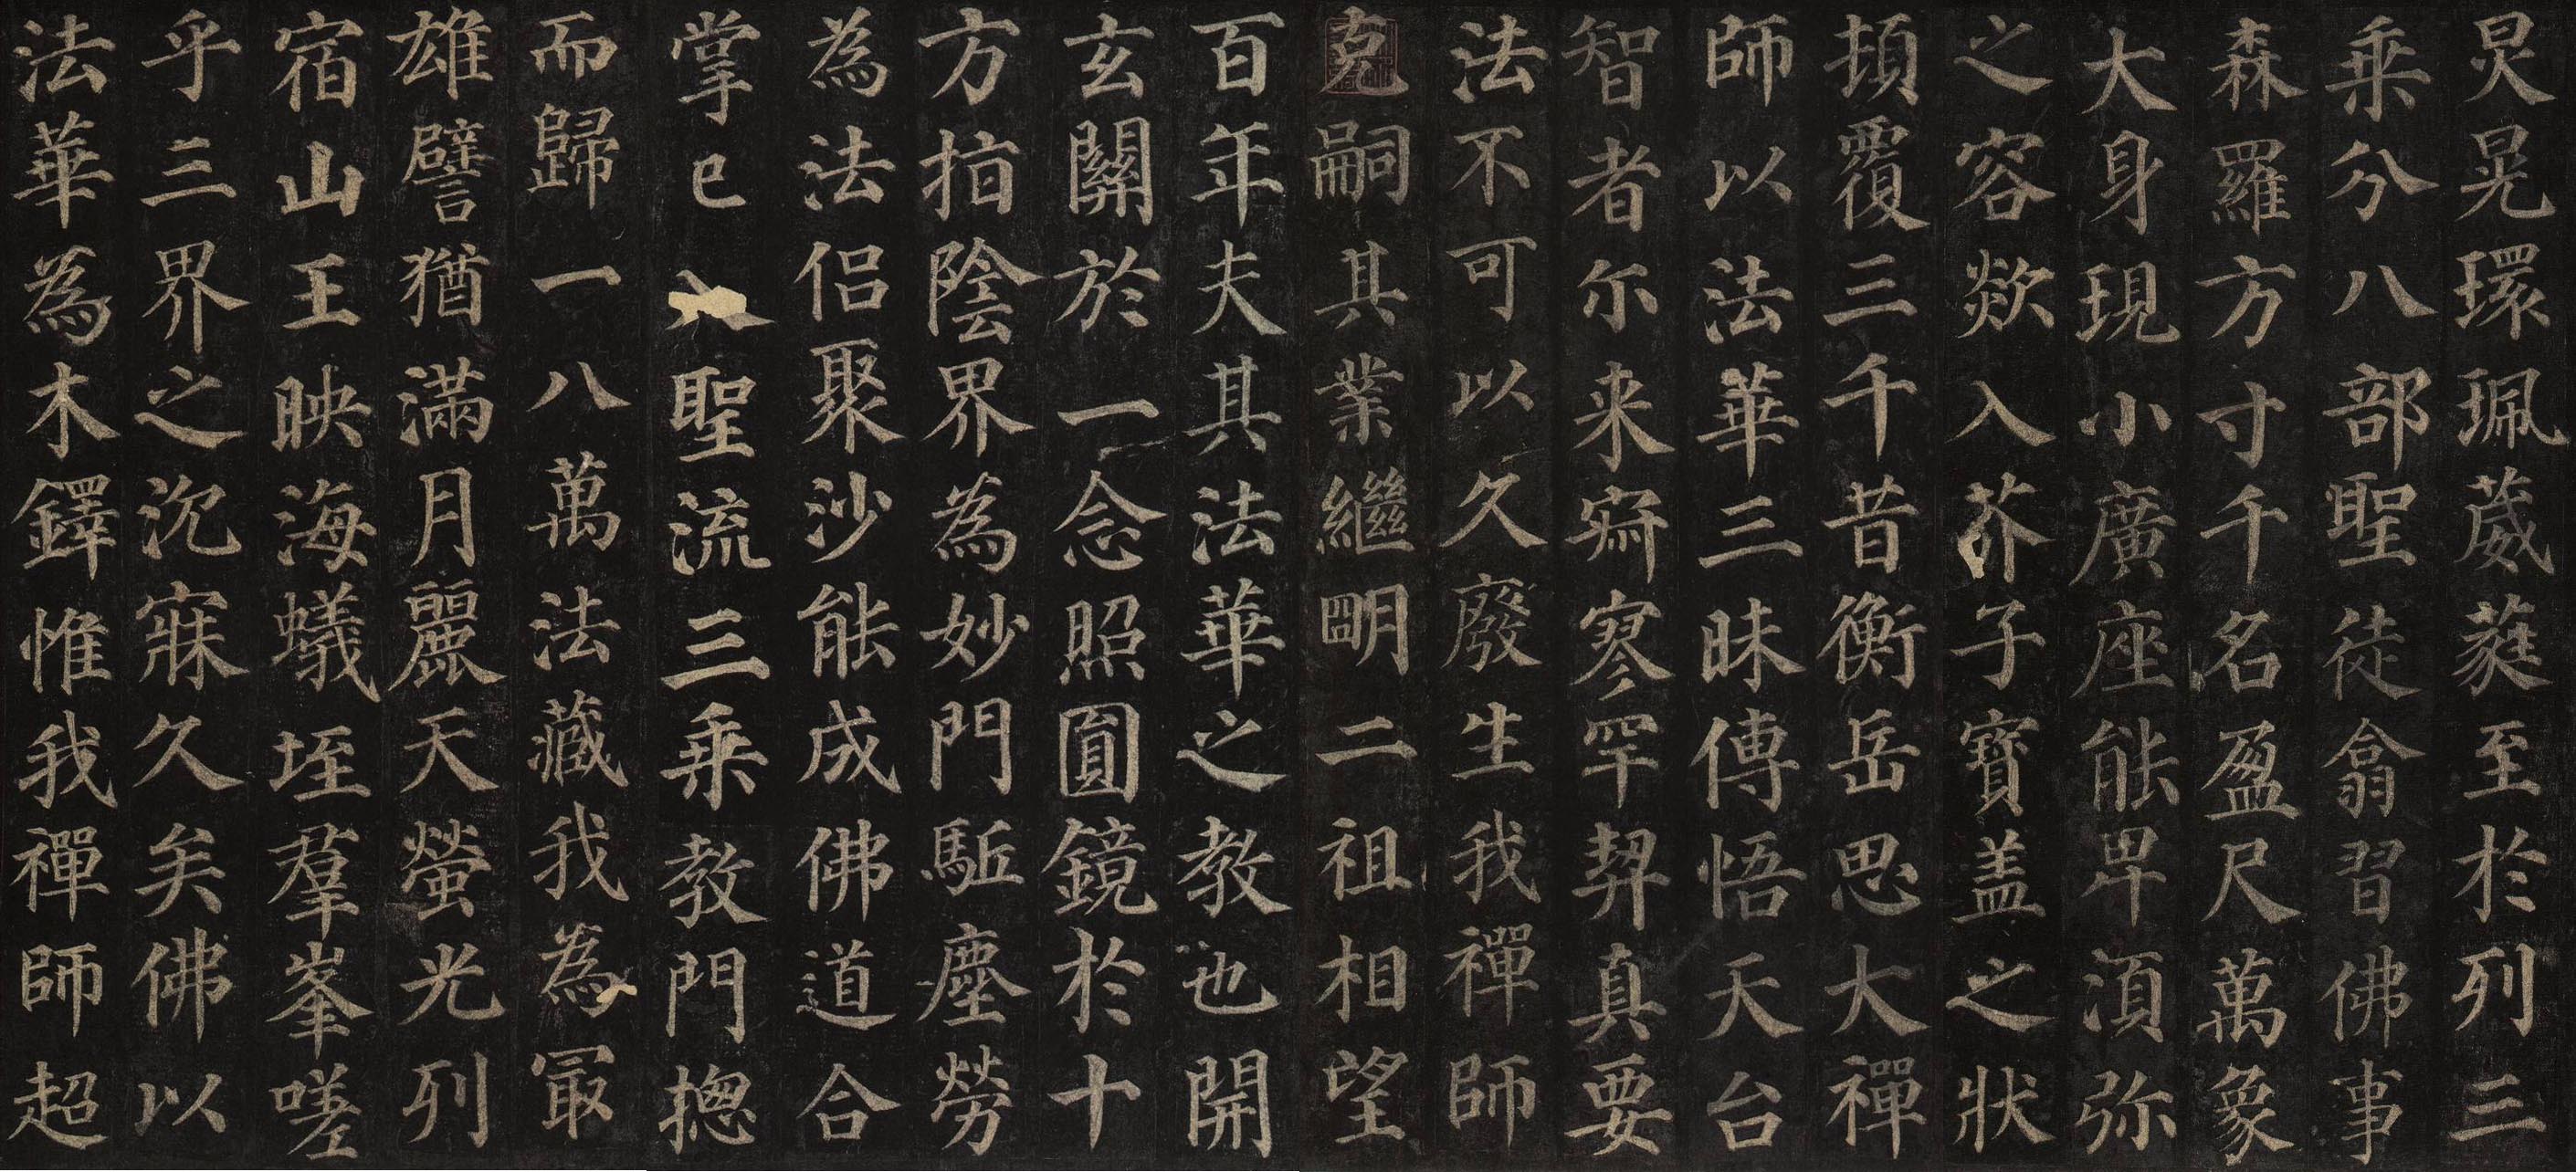 炅晃環珮葳蕤至於列三
乗分八部聖徒翕習佛事
森羅方寸千名盈尺萬象
大身現小廣座能卑湏弥
之容欻入芥子寶盖之狀
頓覆三千昔衡岳思大禪
師以法華三昧傳悟天台
智者尔来寂寥罕契真要
法不可以久廢生我禪師
克嗣其業繼明二祖相望
百年夫其法華之教也開
玄關於一念照圓鏡於十
方指陰界為妙門駈塵勞
為法侣聚沙能成佛道合
掌已入聖流三乗教門揔
而歸一八萬法藏我為冣
雄譬猶滿月麗天螢光列
宿山王映海蟻垤羣峯嗟
乎三界之沉寐久矣佛以
法華為木鐸惟我禪師超